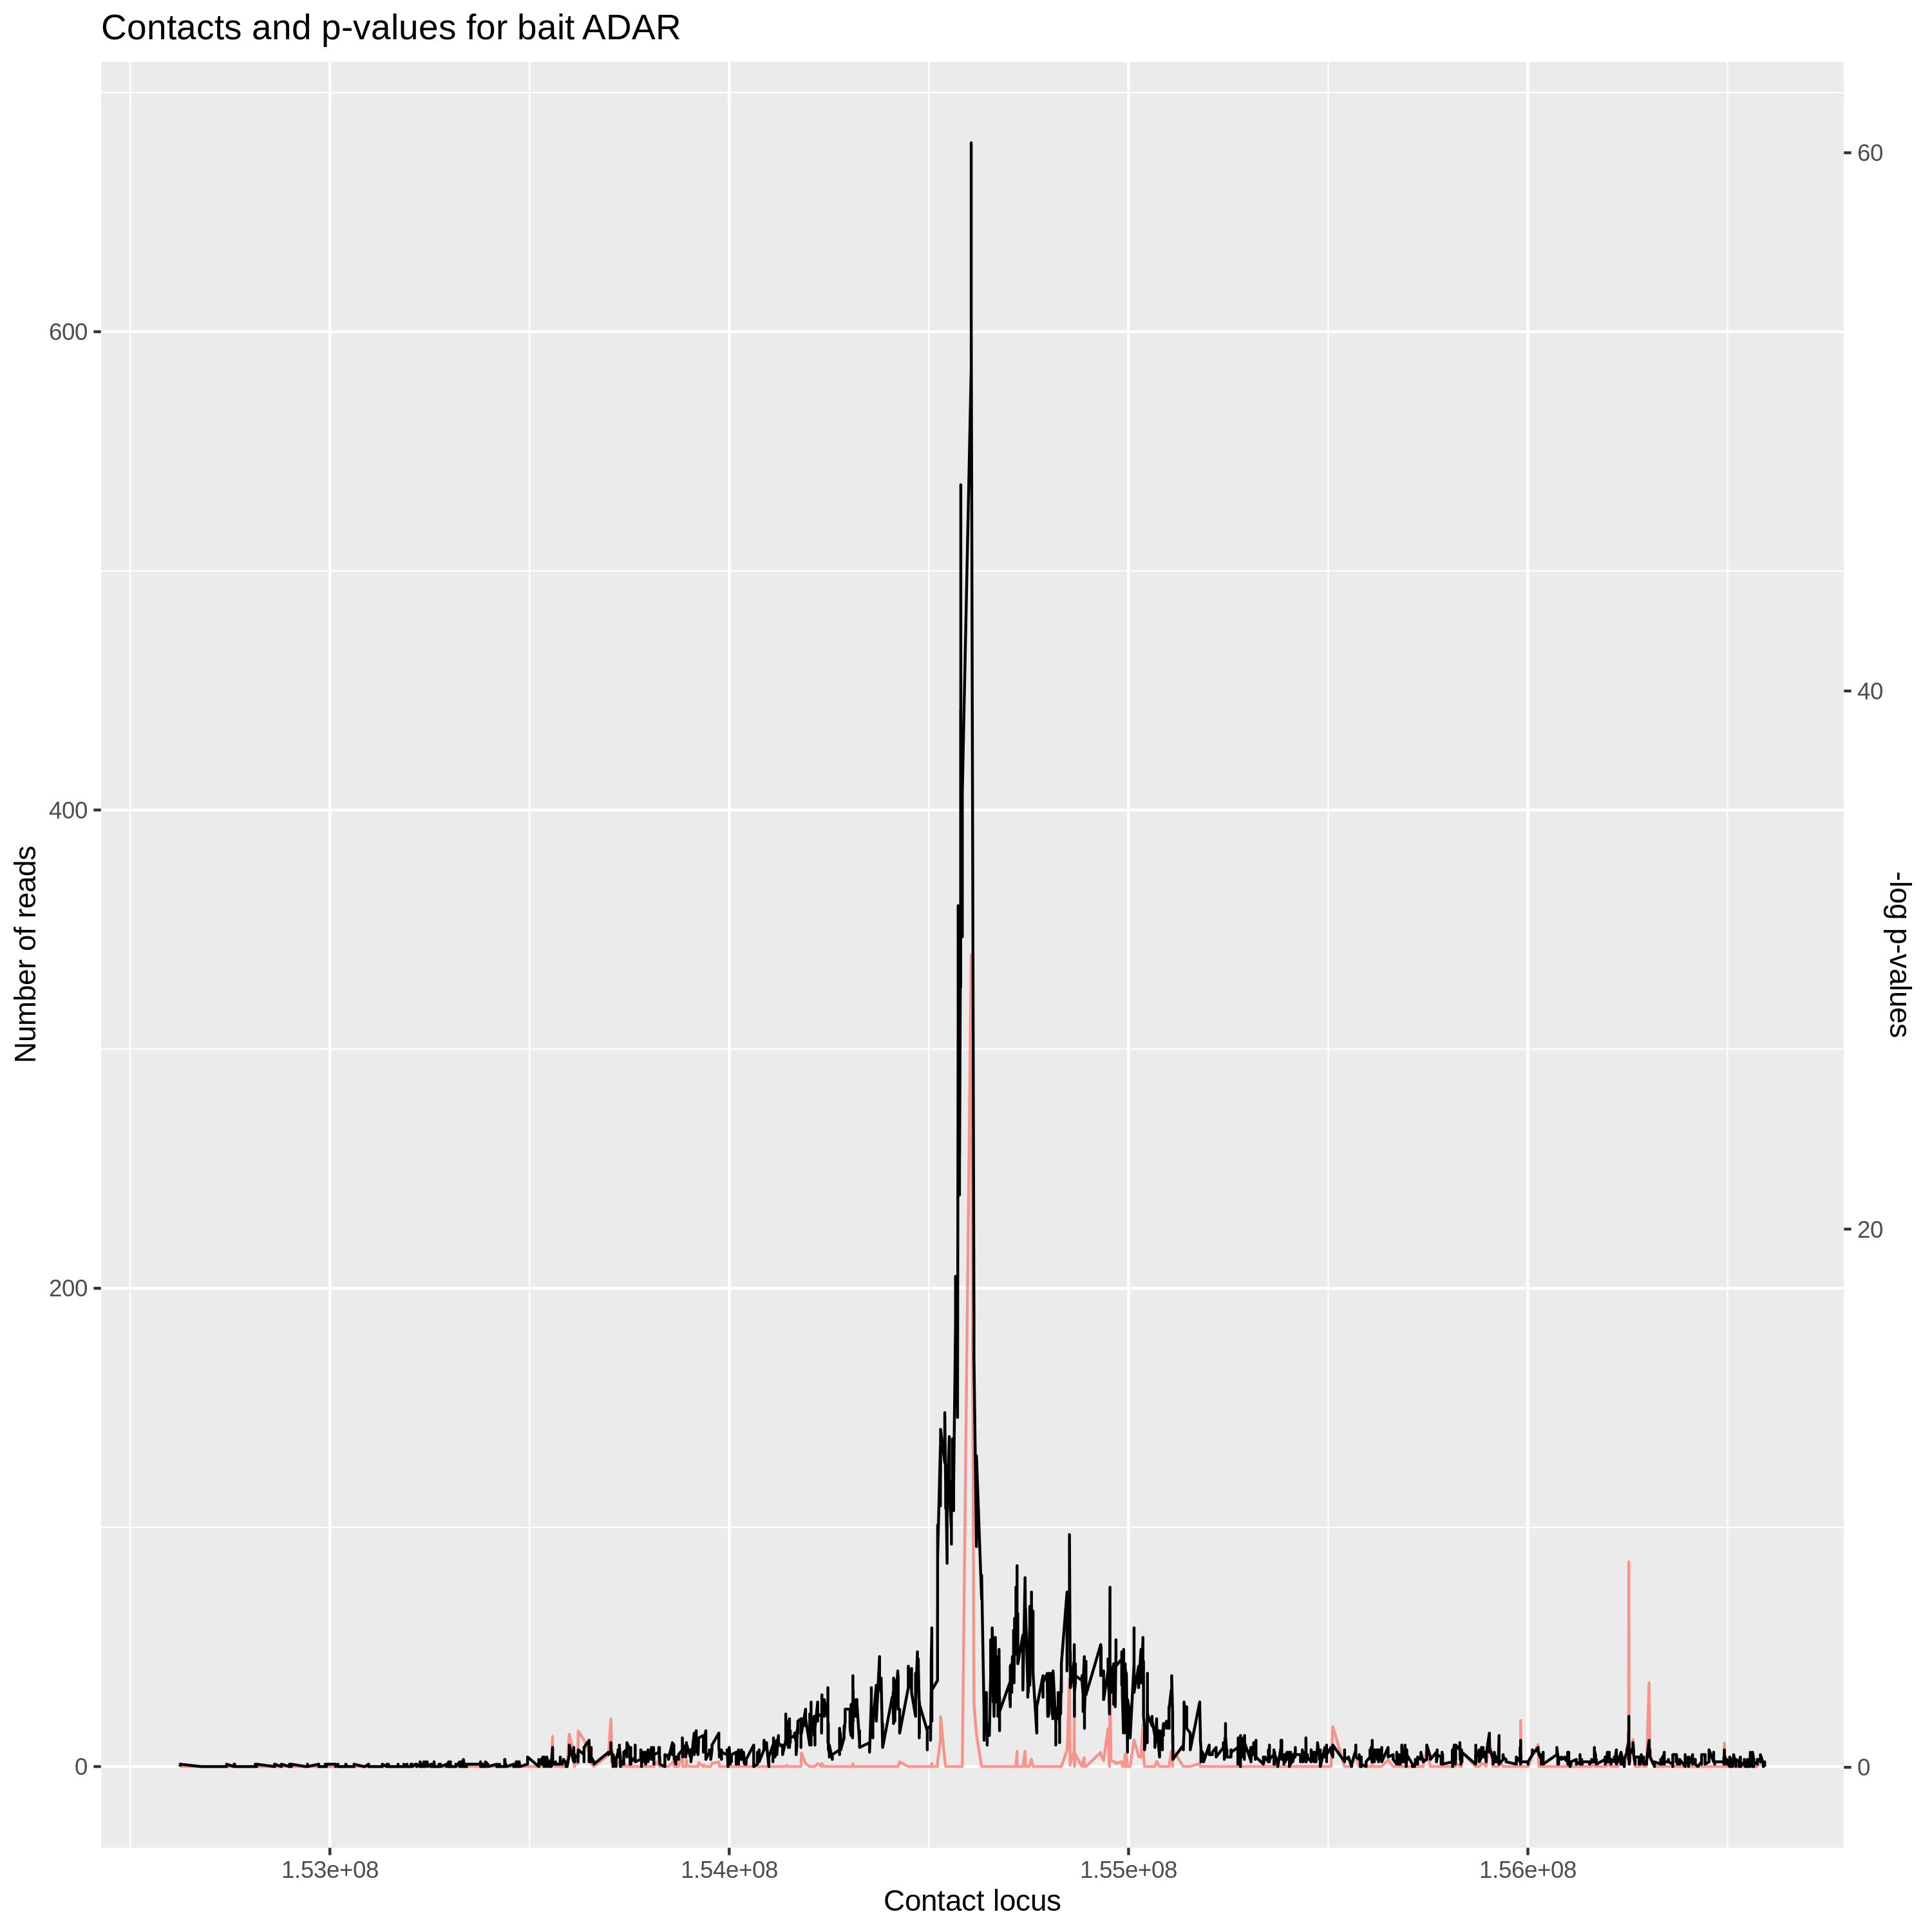 Contacts and p-values for bait ADAR
60
600
40
400
Number of reads
-log p-values
20
200
0
0
1.53e+08
1.54e+08
1.55e+08
1.56e+08
Contact locus